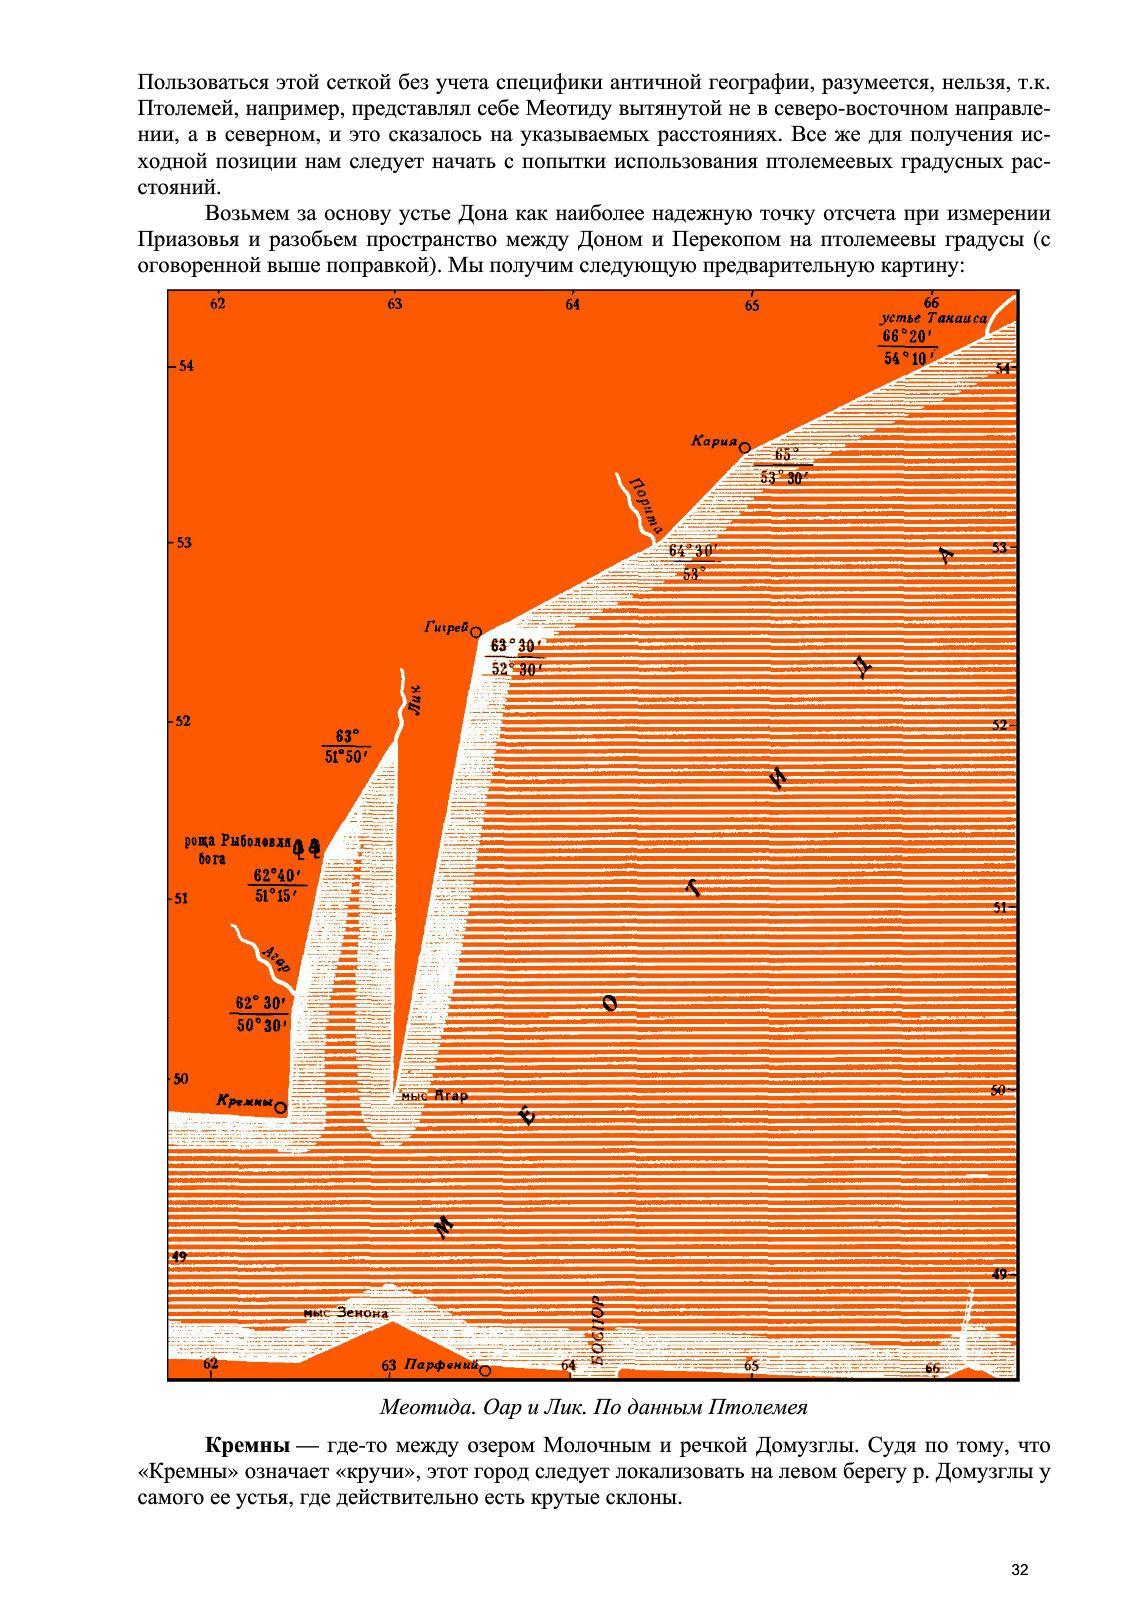 Пользоваться этой сеткой без учета специфики античной географии, разумеется, нельзя, т.к.
Птолемей, например, представлял себе Меотиду вытянутой не в северо-восточном направле-
нии, а в северном, и это сказалось на указываемых расстояниях. Все же для получения ис-
ходной позиции нам следует начать с попытки использования птолемеевых градусных рас-
стояний.
Возьмем за основу устье Дона как наиболее надежную точку отсчета при измерении
Приазовья и разобьем пространство между Доном и Перекопом на птолемеевы градусы (с
оговоренной выше поправкой). Мы получим следующую предварительную картину:
62 63 64 65 66
устье Танаиса
66°20′
54°10′
54 54
Кария
65°
53°30′
Порита
53 53
64°30′
53°
А
Гигрей
63°30′
52°30′
Д
Лик
52 52
63°
51°50′
И
роща Рыболовля
бога
62°40′
51°15′
Т
51 51
Агар
62°30′
50°30′
О
50 50
Кремны
мыс Агар
Е
М
49 49
мыс Зенона
БОСПОР
62 63 Парфений 64 65 66
Меотида. Оар и Лик. По данным Птолемея
Кремны — где-то между озером Молочным и речкой Домузглы. Судя по тому, что
«Кремны» означает «кручи», этот город следует локализовать на левом берегу р. Домузглы у
самого ее устья, где действительно есть крутые склоны.
32